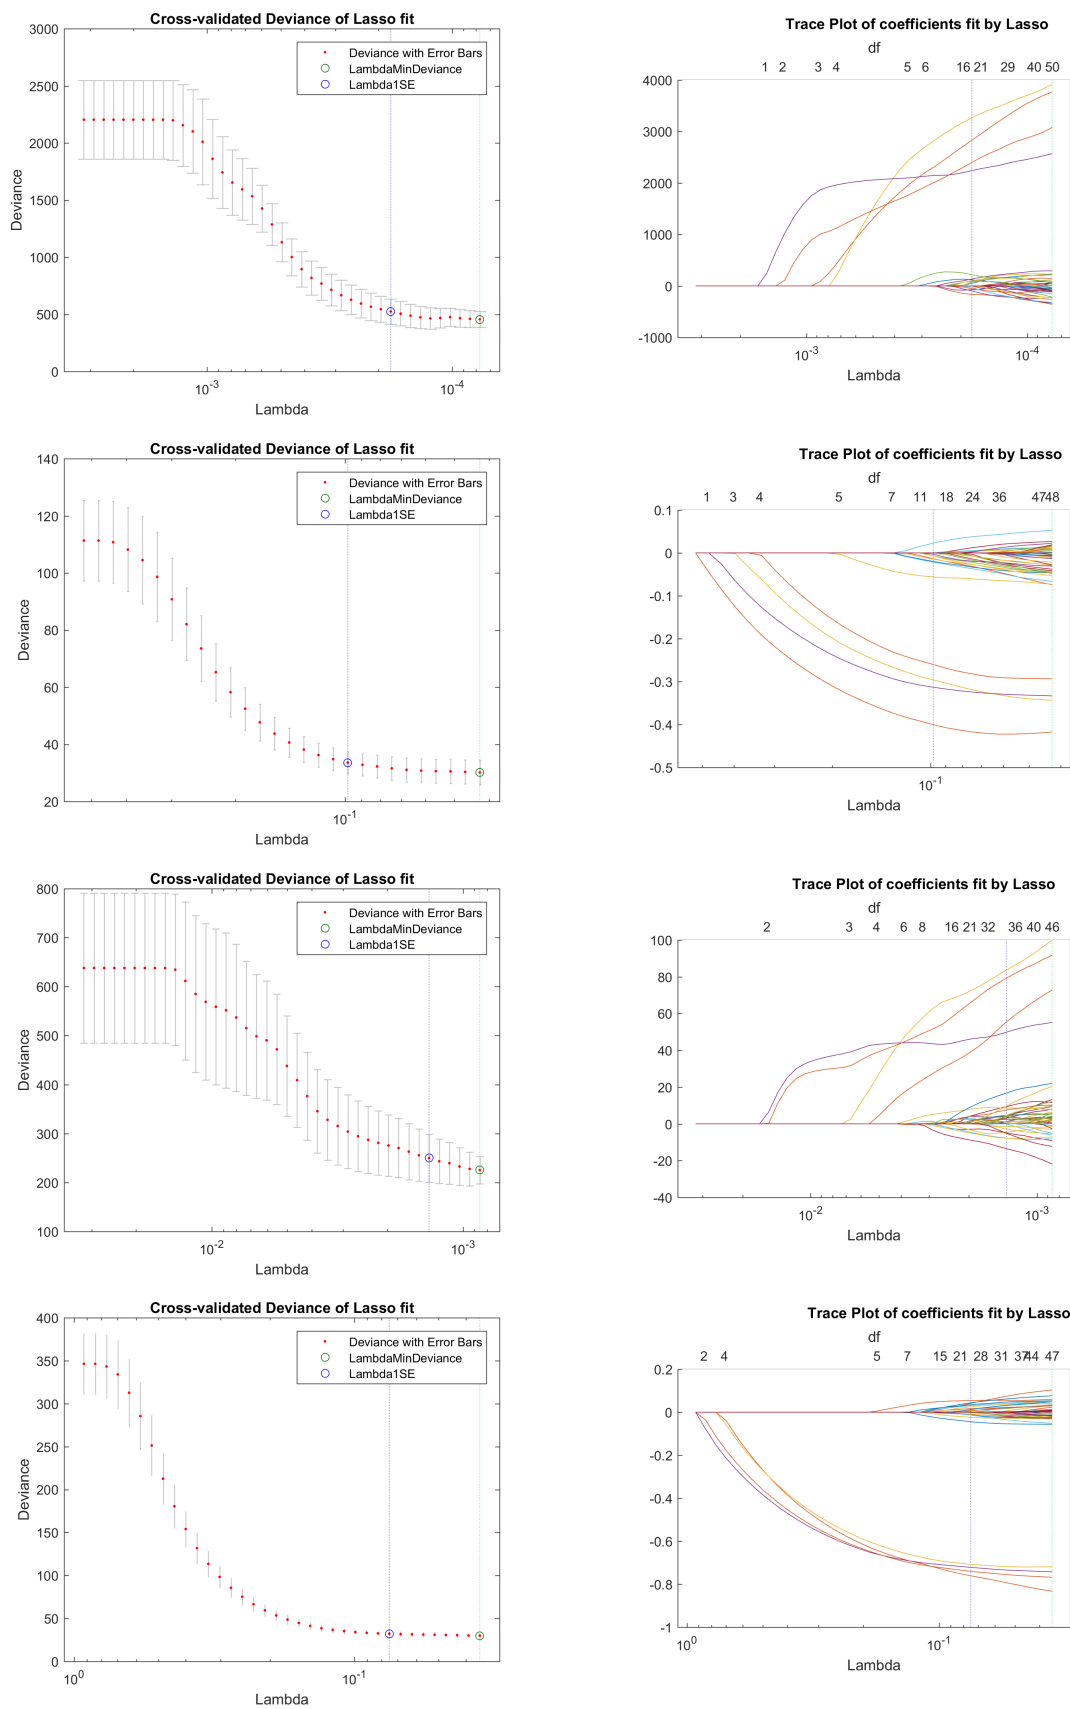 Cross-validated Deviance of Lasso fit
3000
2500
2000
1500
1000
500
0
Deviance
10-3
10-4
Lambda
Deviance with Error Bars
LambdaMinDeviance
Lambda1SE
Trace Plot of coefficients fit by Lasso
df
1 2 3 4 5 6 16 21 29 40 50
4000
3000
2000
1000
0
-1000
10-3
10-4
Lambda
Cross-validated Deviance of Lasso fit
140
120
100
80
60
40
20
Deviance
10-1
Lambda
Deviance with Error Bars
LambdaMinDeviance
Lambda1SE
Trace Plot of coefficients fit by Lasso
df
1 3 4 5 7 11 18 24 36 4748
0.1
0
-0.1
-0.2
-0.3
-0.4
-0.5
10-1
Lambda
Cross-validated Deviance of Lasso fit
800
700
600
500
400
300
200
100
Deviance
10-2
10-3
Lambda
Deviance with Error Bars
LambdaMinDeviance
Lambda1SE
Trace Plot of coefficients fit by Lasso
df
2 3 4 6 8 16 21 32 36 40 46
100
80
60
40
20
0
-20
-40
10-2
10-3
Lambda
Cross-validated Deviance of Lasso fit
400
350
300
250
200
150
100
50
0
Deviance
100
10-1
Lambda
Deviance with Error Bars
LambdaMinDeviance
Lambda1SE
Trace Plot of coefficients fit by Lasso
df
2 4 5 7 15 21 28 31 3744 47
0.2
0
-0.2
-0.4
-0.6
-0.8
-1
100
10-1
Lambda